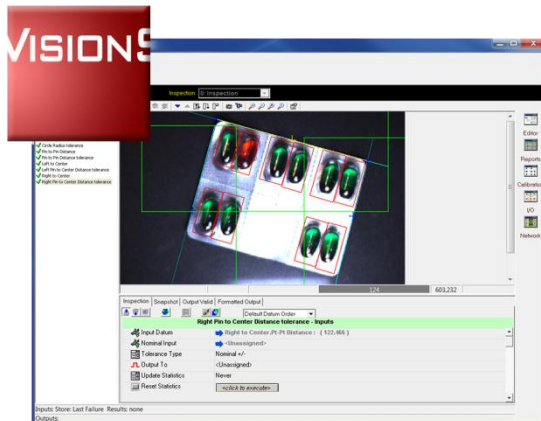 VISIONS
Inspection 0: Inspection
Circle Radius tolerance
Pin to Pin Distance
Pin to Pin Distance tolerance
Left to Center
Left Pin to Center Distance tolerance
Right to Center
Right Pin to Center Distance tolerance
Editor
Reports
Calibratio
I/O
Network
124 603,232
Inspection Snapshot Output Valid Formatted Output
Default Datum Order
Right Pin to Center Distance tolerance - Inputs
Input Datum Right to Center.Pt-Pt Distance : ( 122.466 )
Nominal Input <Unassigned>
Tolerance Type Nominal +/-
Output To <Unassigned>
Update Statistics Never
Reset Statistics <click to execute>
Inputs: Store: Last Failure Results: none
Outputs: